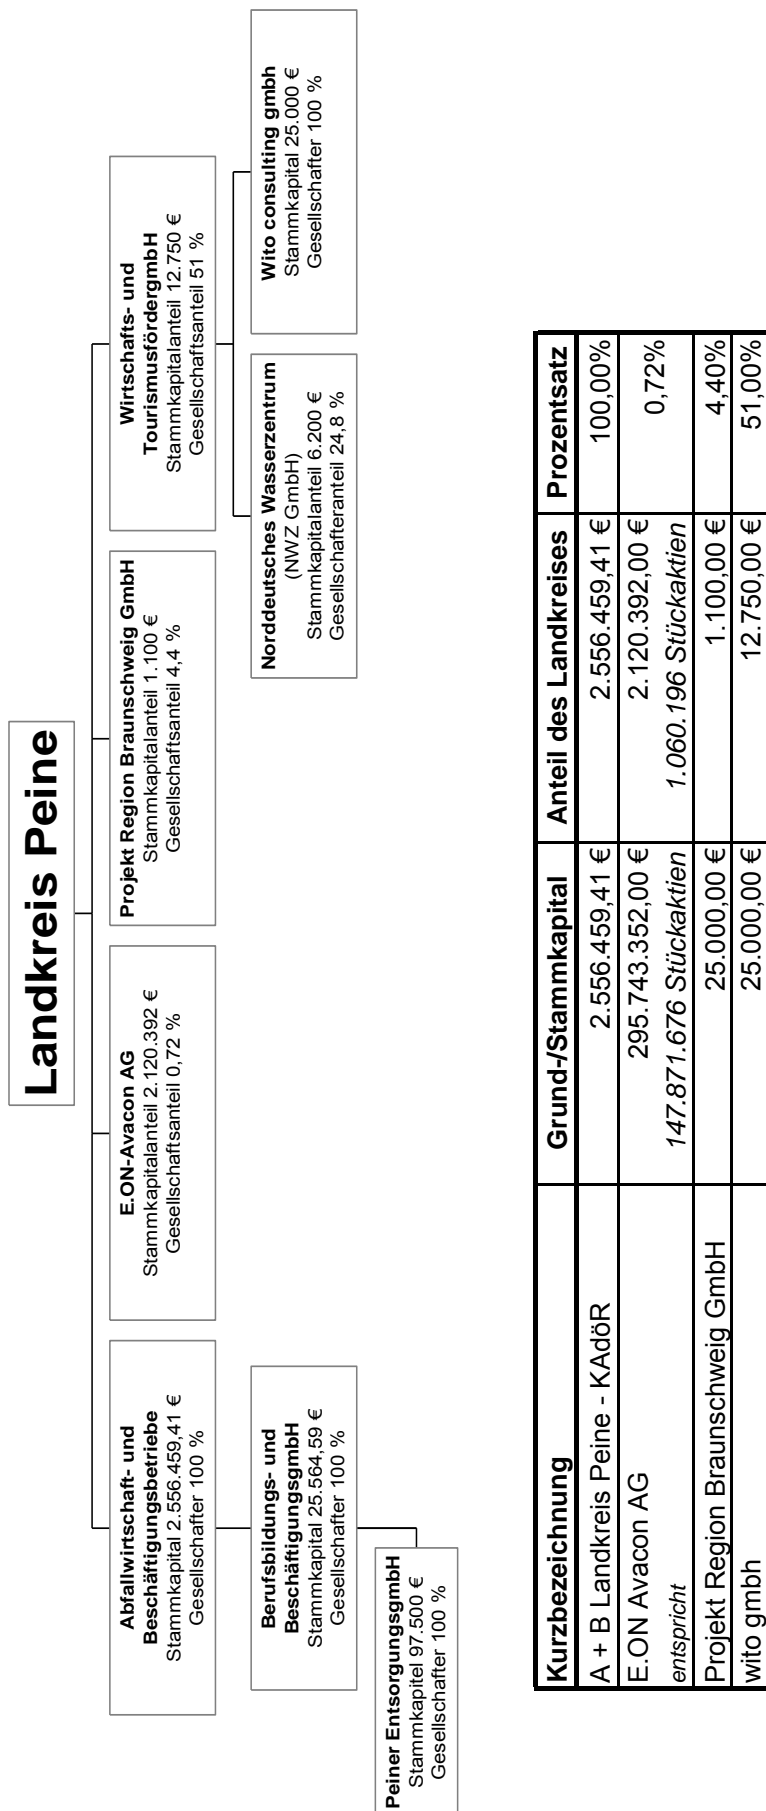 Landkreis Peine
Abfallwirtschaft- und
Beschäftigungsbetriebe
Stammkapital 2.556.459,41 €
Gesellschafter 100 %
E.ON-Avacon AG
Stammkapitalanteil 2.120.392 €
Gesellschaftsanteil 0,72 %
Projekt Region Braunschweig GmbH
Stammkapitalanteil 1.100 €
Gesellschaftsanteil 4,4 %
Wirtschafts- und
TourismusfördergmbH
Stammkapitalanteil 12.750 €
Gesellschaftsanteil 51 %
Berufsbildungs- und
BeschäftigungsgmbH
Stammkapital 25.564,59 €
Gesellschafter 100 %
Norddeutsches Wasserzentrum
(NWZ GmbH)
Stammkapitalanteil 6.200 €
Gesellschafteranteil 24,8 %
Wito consulting gmbh
Stammkapital 25.000 €
Gesellschafter 100 %
Peiner EntsorgungsgmbH
Stammkapitel 97.500 €
Gesellschafter 100 %
Kurzbezeichnung Grund-/Stammkapital Anteil des Landkreises Prozentsatz
A + B Landkreis Peine - KAdöR 2.556.459,41 € 2.556.459,41 € 100,00%
E.ON Avacon AG 295.743.352,00 € 2.120.392,00 € 0,72%
entspricht 147.871.676 Stückaktien 1.060.196 Stückaktien
Projekt Region Braunschweig GmbH 25.000,00 € 1.100,00 € 4,40%
wito gmbh 25.000,00 € 12.750,00 € 51,00%